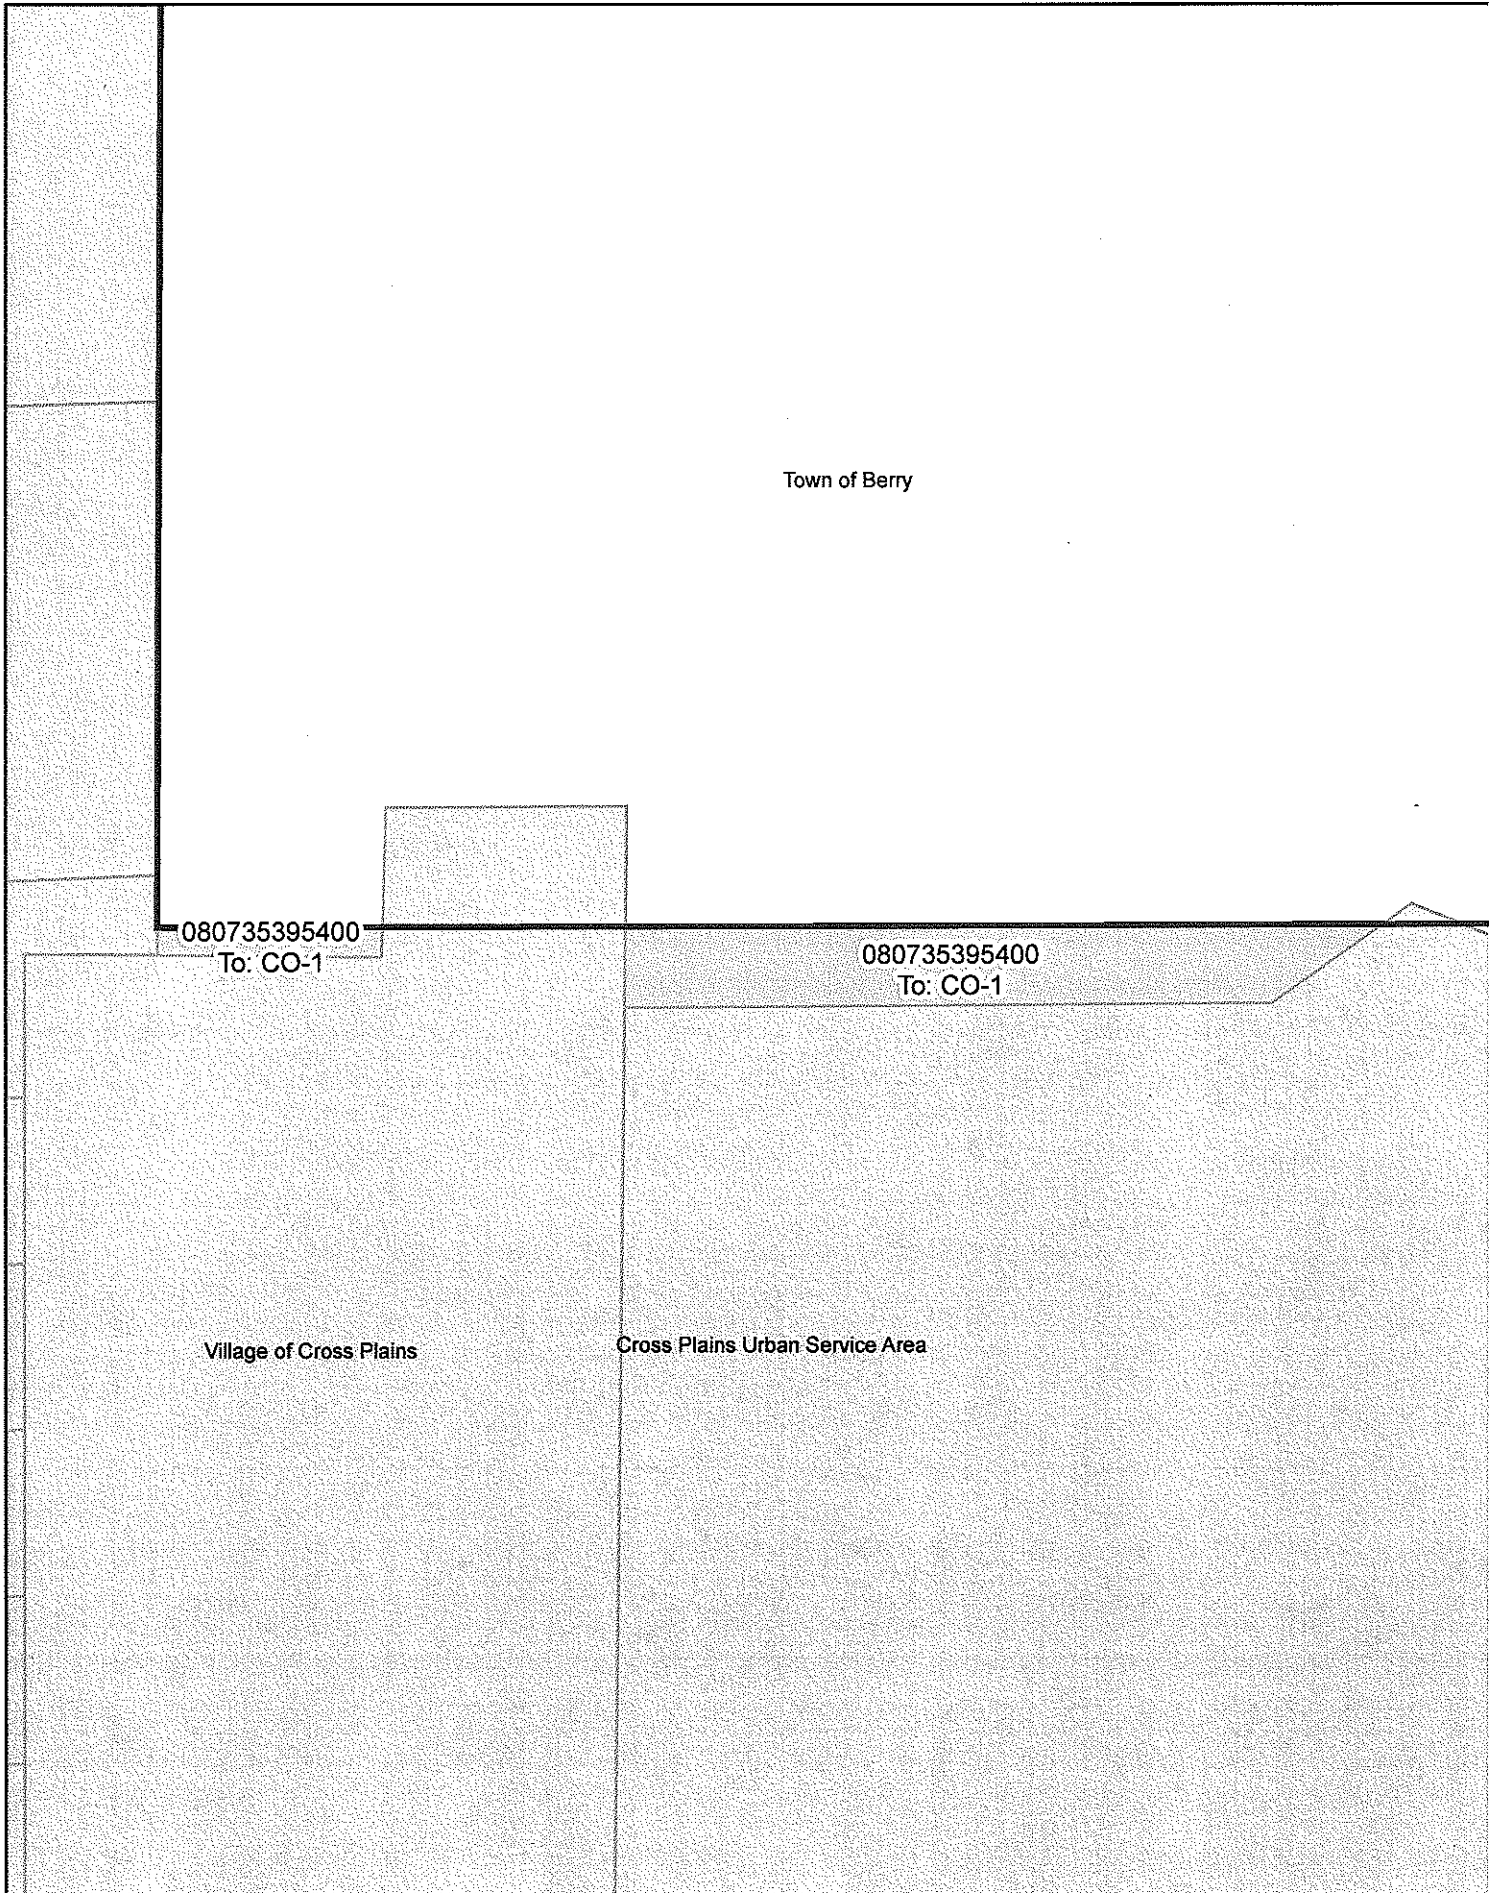 Town of Berry
080735395400
To: CO-1
080735395400
To: CO-1
Village of Cross Plains
Cross Plains Urban Service Area